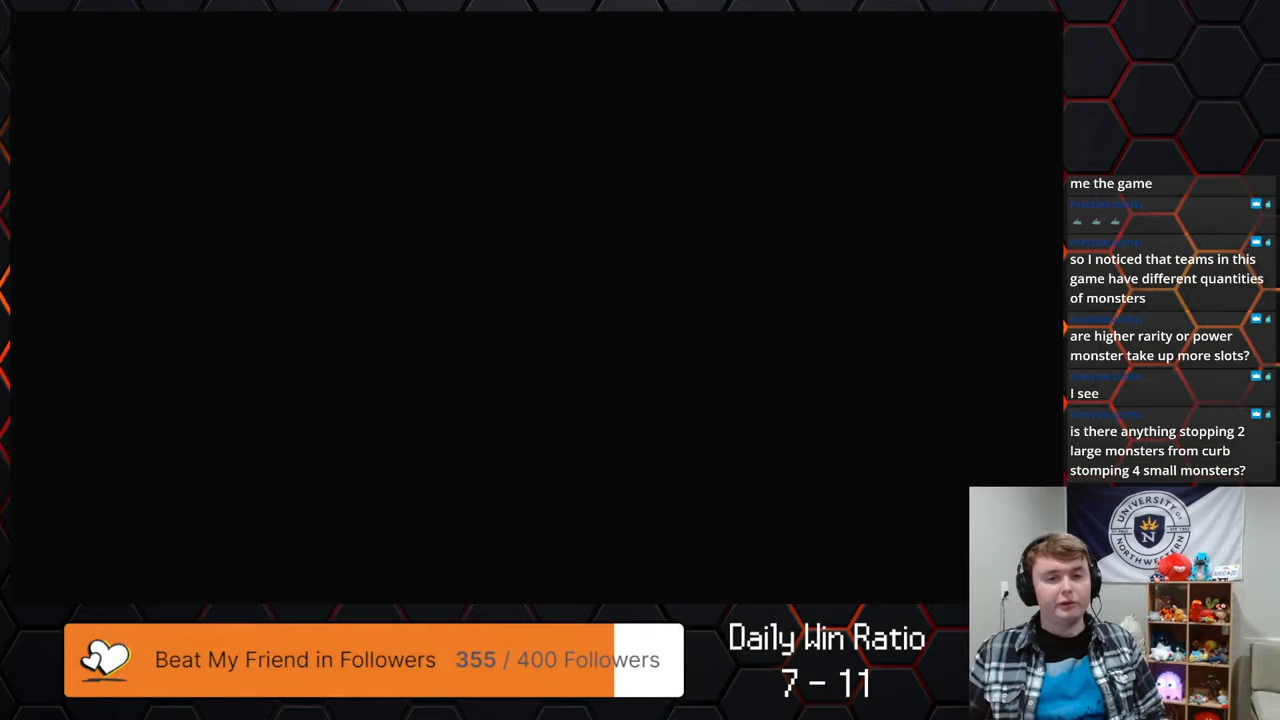 me the game
so I noticed that teams in this
game have different quantities
of monsters
are higher rarity or power
monster take up more slots?
I see
is there anything stopping 2
large monsters from curb
stomping 4 small monsters?
UNIVERSITY OF
N
NORTHWESTERN
Beat My Friend in Followers 355 / 400 Followers
Daily Win Ratio
7 - 11